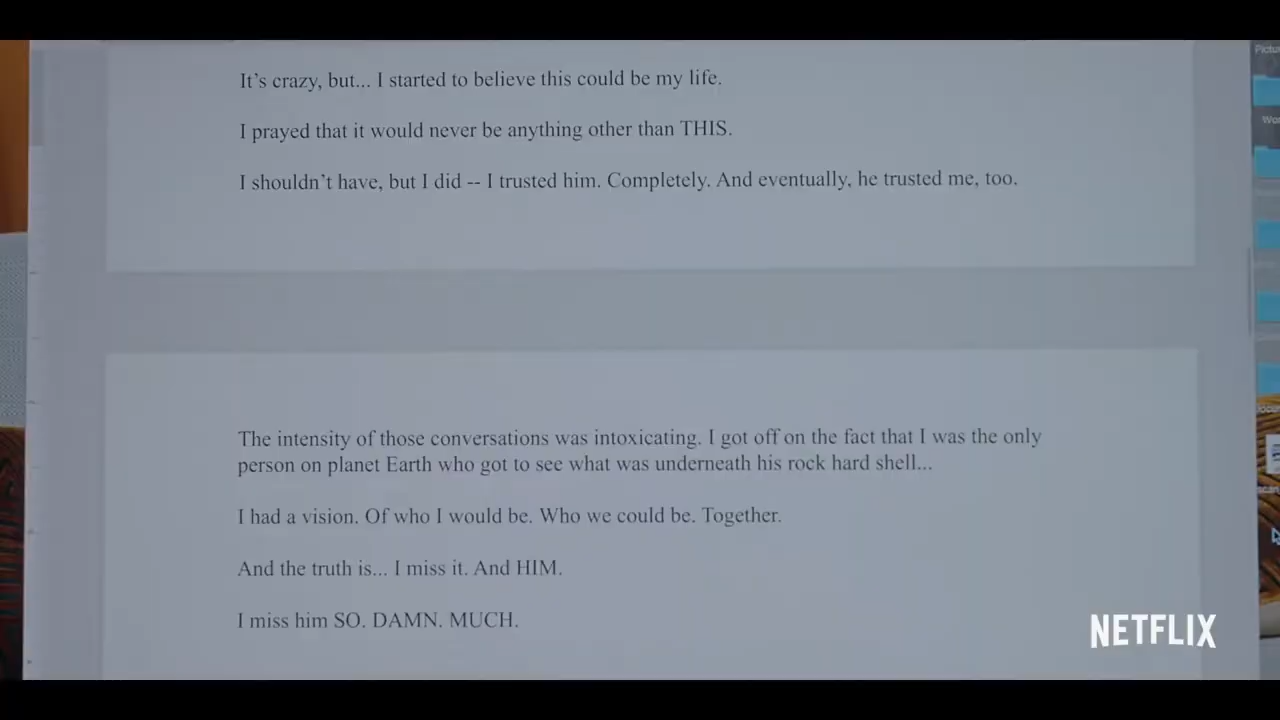 It's crazy, but... I started to believe this could be my life.
I prayed that it would never be anything other than THIS.
I shouldn't have, but I did -- I trusted him. Completely. And eventually, he trusted me, too.
The intensity of those conversations was intoxicating. I got off on the fact that I was the only
person on planet Earth who got to see what was underneath his rock hard shell...
I had a vision. Of who I would be. Who we could be. Together.
And the truth is... I miss it. And HIM.
I miss him SO. DAMN. MUCH.
NETFLIX